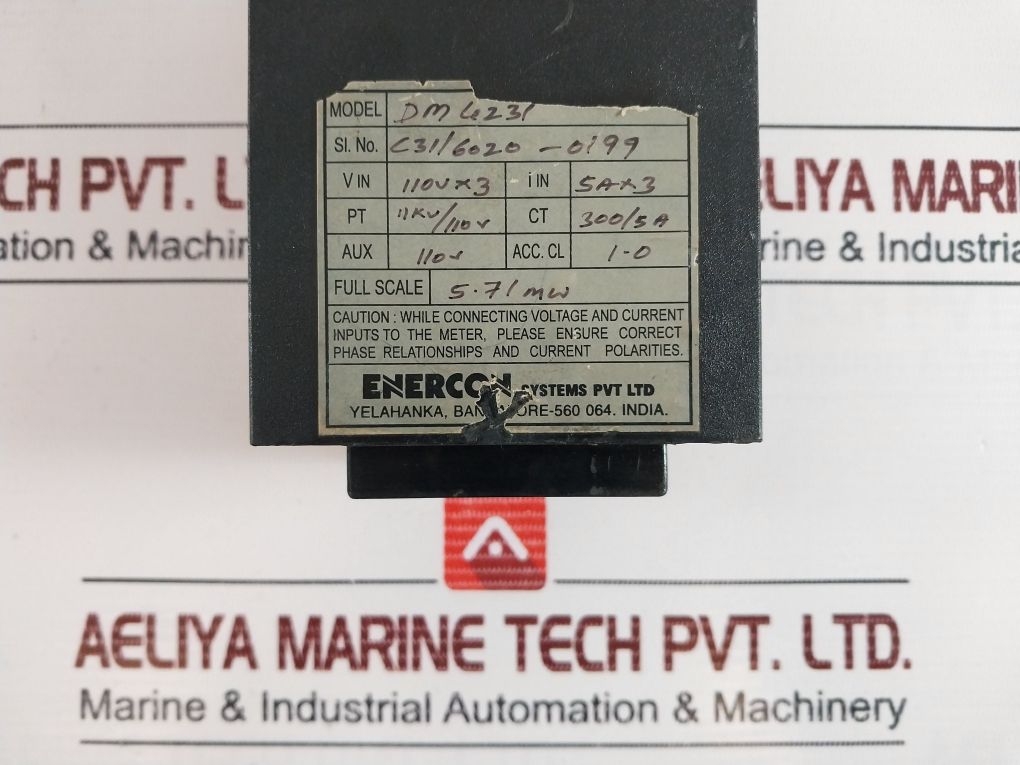 MODEL DM 4231
Sl. No. C31/6020 - 0199
V IN 110V x 3 i IN 5A x 3
PT 11KV/110V CT 300/5A
AUX 110V ACC. CL 1-0
FULL SCALE 5.71 MW
CAUTION : WHILE CONNECTING VOLTAGE AND CURRENT
INPUTS TO THE METER, PLEASE ENSURE CORRECT
PHASE RELATIONSHIPS AND CURRENT POLARITIES.
ENERCON SYSTEMS PVT LTD
YELAHANKA, BANGALORE-560 064. INDIA.
CH PVT. L
ation & Machin
ELIYA MARI
rine & Industria
AELIYA MARINE TECH PVT. LTD.
Marine & Industrial Automation & Machinery